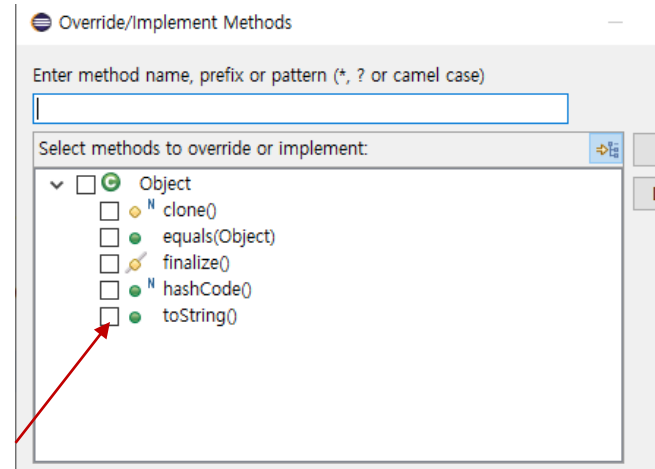 Override/Implement Methods
Enter method name, prefix or pattern (*, ? or camel case)
Select methods to override or implement:
C Object
N clone()
equals(Object)
finalize()
N hashCode()
toString()